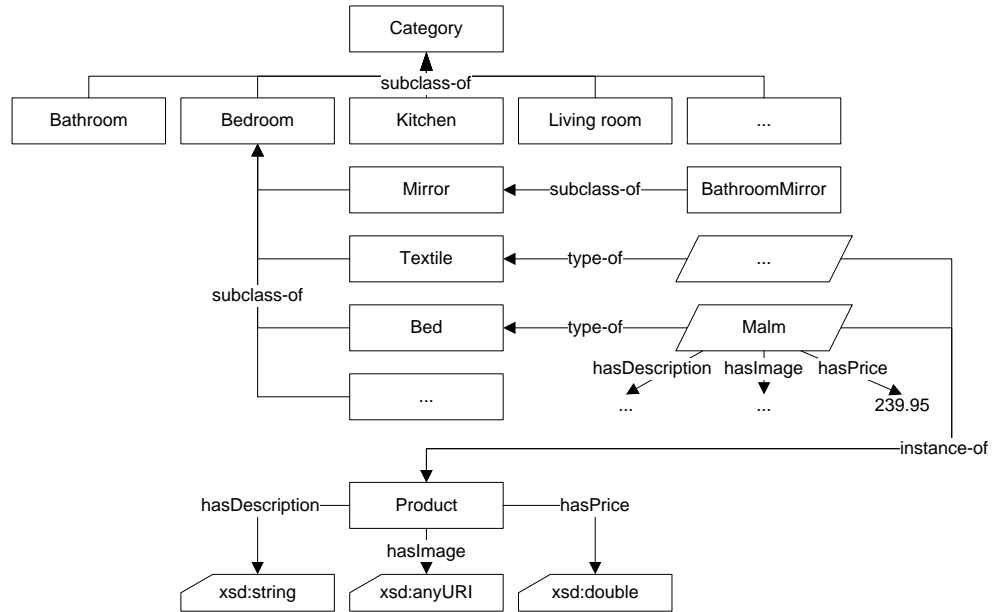 Category
subclass-of
Bathroom
Bedroom
Kitchen
Living room
...
Mirror
subclass-of
BathroomMirror
Textile
type-of
...
subclass-of
Bed
type-of
Malm
hasDescription
hasImage
hasPrice
...
...
...
239.95
instance-of
hasDescription
Product
hasPrice
hasImage
xsd:string
xsd:anyURI
xsd:double